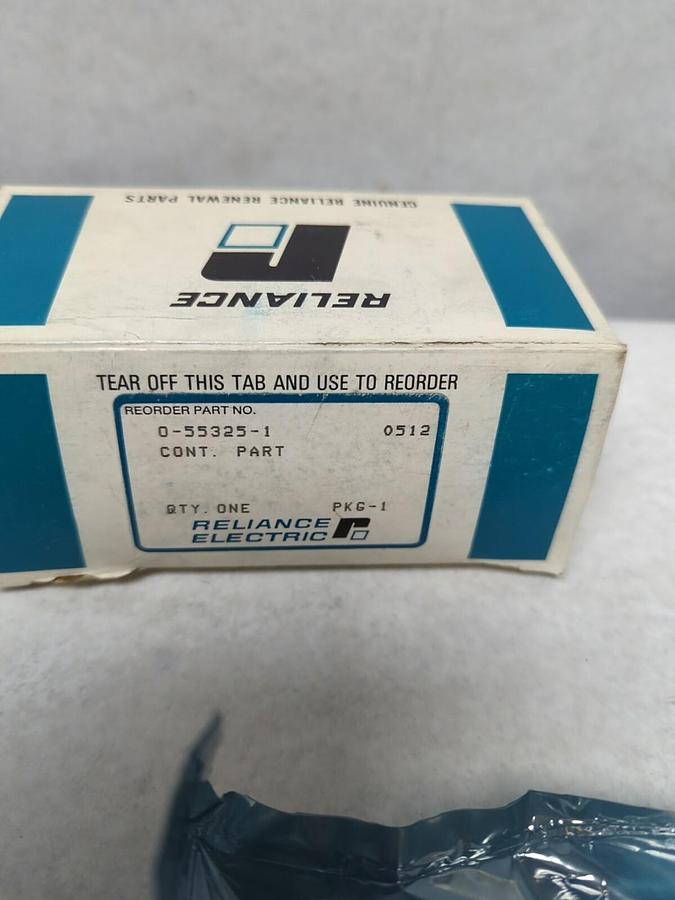 GENUINE RELIANCE RENEWAL PARTS
RELIANCE
TEAR OFF THIS TAB AND USE TO REORDER
REORDER PART NO.
0-55325-1 0512
CONT. PART
QTY. ONE PKG-1
RELIANCE
ELECTRIC